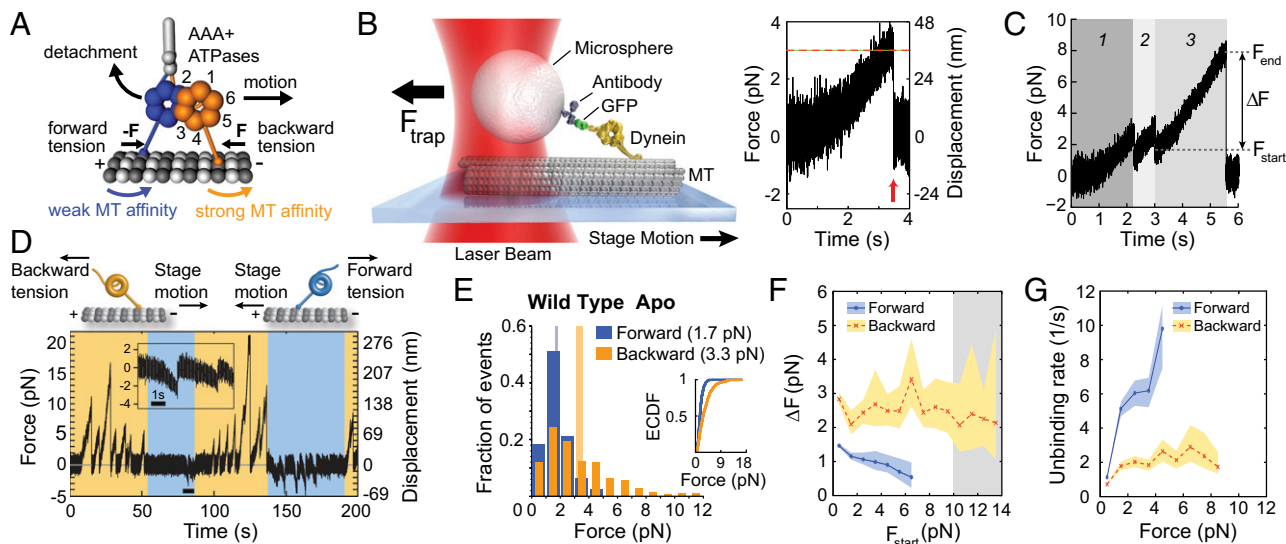 A
AAA+
ATPases
detachment
motion
2
1
6
5
4
3
forward
tension
-F
F
backward
tension
+
-
weak MT affinity
strong MT affinity
B
Microsphere
Antibody
GFP
Dynein
MT
F trap
Laser Beam
Stage Motion
Force (pN)
4
2
0
−2
48
24
0
-24
Displacement (nm)
0
2
3
4
Time (s)
C
1
2
3
Force (pN)
10
8
6
4
2
0
−2
F end
ΔF
F start
0 1 2 3 4 5 6
Time (s)
D
Backward
tension
Stage
motion
Stage
motion
Forward
tension
+ -
+ -
Force (pN)
20
15
10
5
0
-5
2
0
-2
-4
1s
276
207
138
69
0
-69
Displacement (nm)
0 50 100 150 200
Time (s)
E
Wild Type Apo
Forward (1.7 pN)
Backward (3.3 pN)
Fraction of events
0.6
0.4
0.2
0
0 2 4 6 8 10 12
Force (pN)
ECDF
1
0.5
0 6 18
Force (pN)
F
Forward
Backward
ΔF (pN)
6
5
4
3
2
1
0
0 2 4 6 8 10 12 14
F start (pN)
G
Forward
Backward
Unbinding rate (1/s)
12
10
8
6
4
2
0
0 2 4 6 8 10 12
Force (pN)